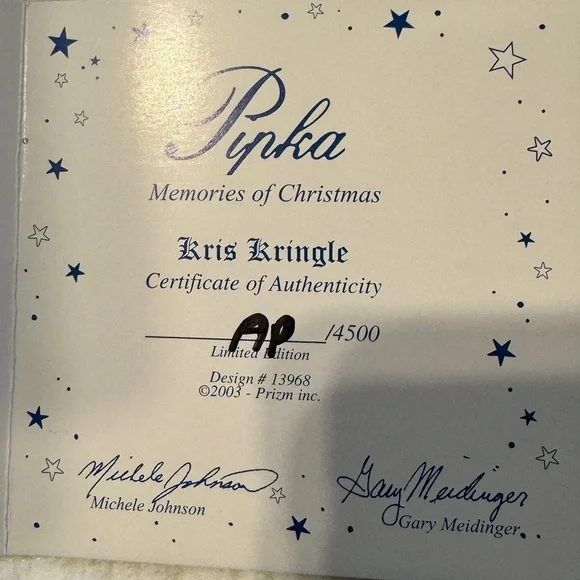 Pipka
Memories of Christmas
Kris Kringle
Certificate of Authenticity
AP/4500
Limited Edition
Design # 13968
©2003 - Prizm inc.
Michele Johnson
Michele Johnson
Gary Meidinger
Gary Meidinger